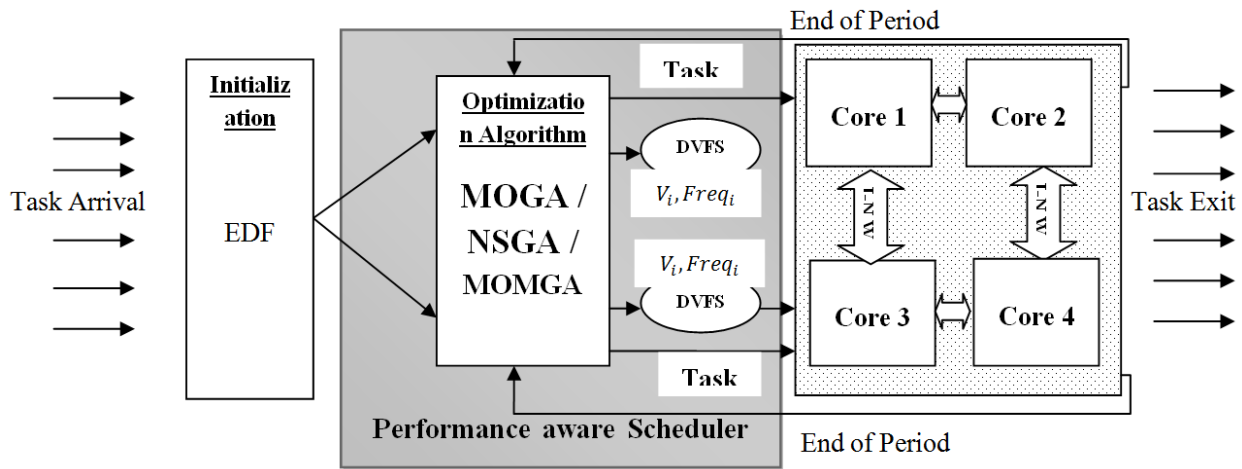 End of Period
Task
Initializ
ation
Optimizatio
n Algorithm
Core 1
Core 2
DVFS
MOGA /
NSGA /
MOMGA
V_i, Freq_i
I-NW
I-NW
Task Arrival
Task Exit
EDF
V_i, Freq_i
DVFS
Core 3
Core 4
Task
Performance aware Scheduler
End of Period